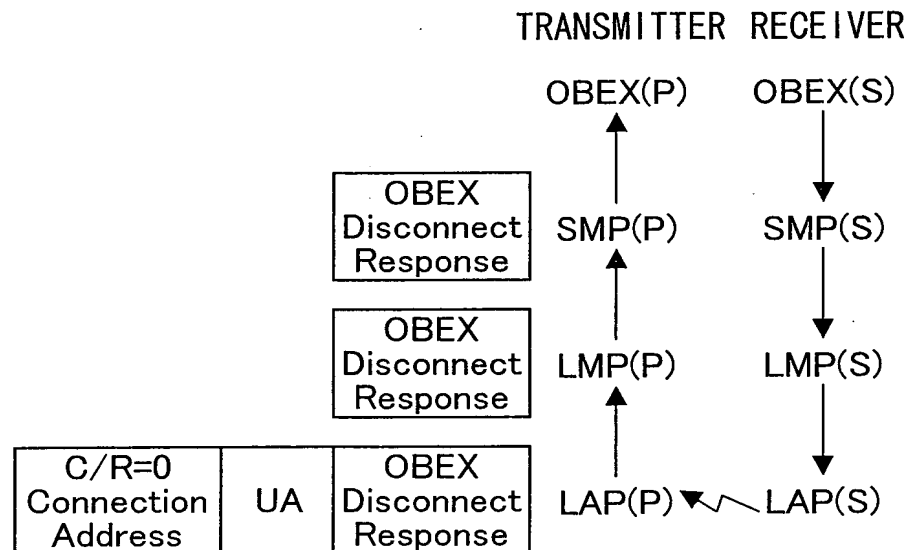 TRANSMITTER RECEIVER
OBEX(P) OBEX(S)
OBEX
Disconnect
Response
SMP(P) SMP(S)
OBEX
Disconnect
Response
LMP(P) LMP(S)
C/R=0
Connection
Address
UA
OBEX
Disconnect
Response
LAP(P) LAP(S)